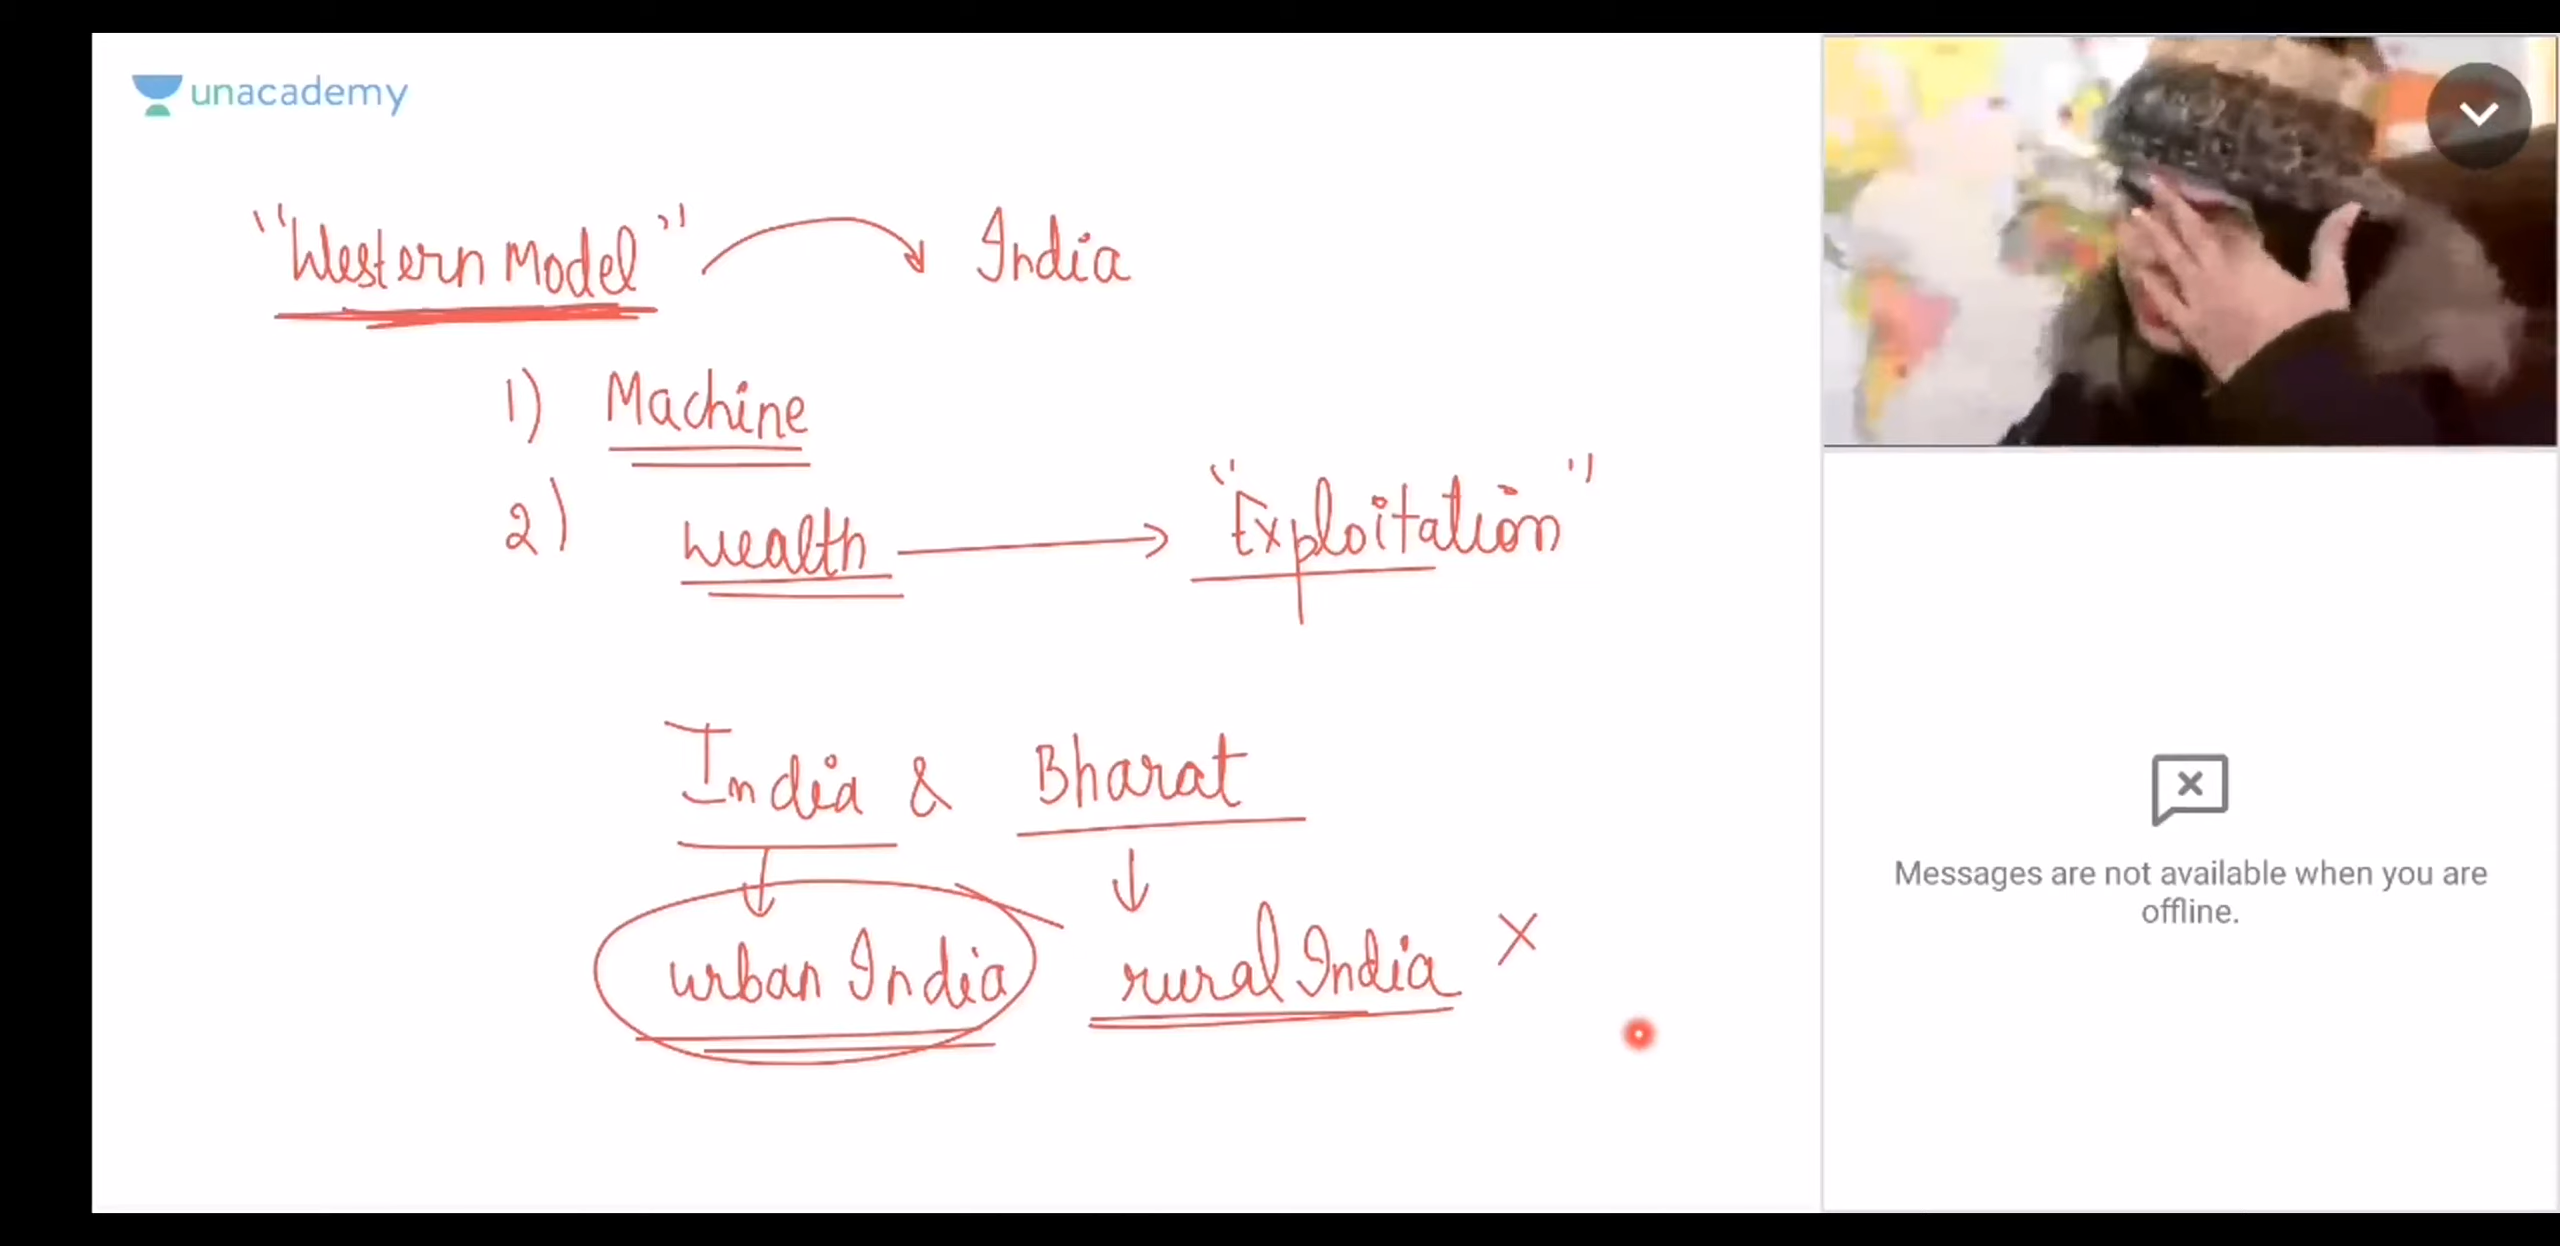 unacademy
"Western Model" India
1) Machine
2) wealth "Exploitation"
India & Bharat
urban India rural India X
Messages are not available when you are
offline.